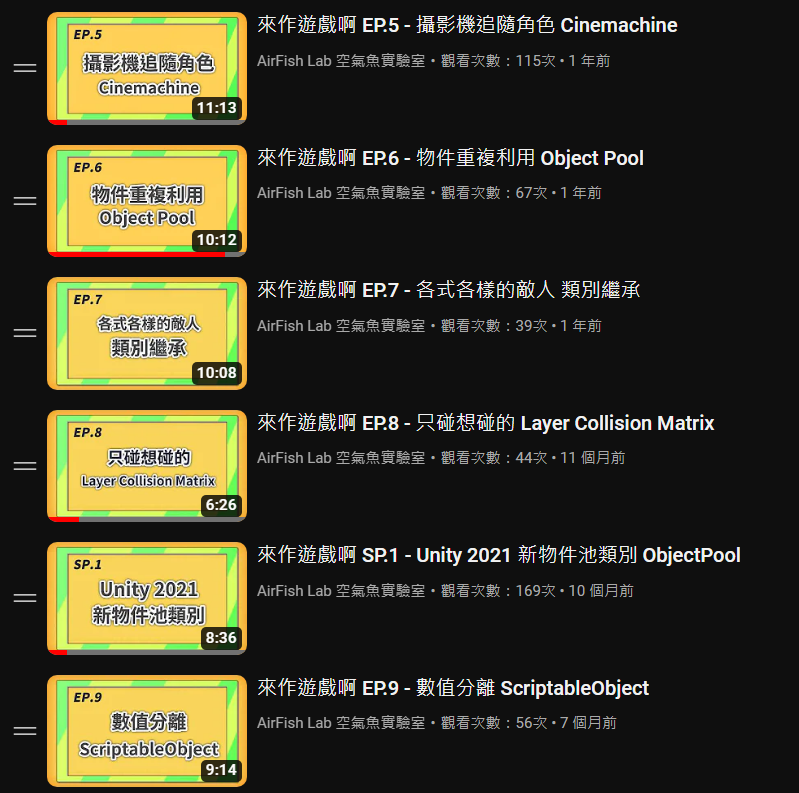 EP.5
攝影機追隨角色
Cinemachine
11:13
來作遊戲啊 EP.5 - 攝影機追隨角色 Cinemachine
AirFish Lab 空氣魚實驗室 • 觀看次數：115次 • 1 年前
EP.6
物件重複利用
Object Pool
10:12
來作遊戲啊 EP.6 - 物件重複利用 Object Pool
AirFish Lab 空氣魚實驗室 • 觀看次數：67次 • 1 年前
EP.7
各式各樣的敵人
類別繼承
10:08
來作遊戲啊 EP.7 - 各式各樣的敵人 類別繼承
AirFish Lab 空氣魚實驗室 • 觀看次數：39次 • 1 年前
EP.8
只碰想碰的
Layer Collision Matrix
6:26
來作遊戲啊 EP.8 - 只碰想碰的 Layer Collision Matrix
AirFish Lab 空氣魚實驗室 • 觀看次數：44次 • 11 個月前
SP.1
Unity 2021
新物件池類別
8:36
來作遊戲啊 SP.1 - Unity 2021 新物件池類別 ObjectPool
AirFish Lab 空氣魚實驗室 • 觀看次數：169次 • 10 個月前
EP.9
數值分離
ScriptableObject
9:14
來作遊戲啊 EP.9 - 數值分離 ScriptableObject
AirFish Lab 空氣魚實驗室 • 觀看次數：56次 • 7 個月前